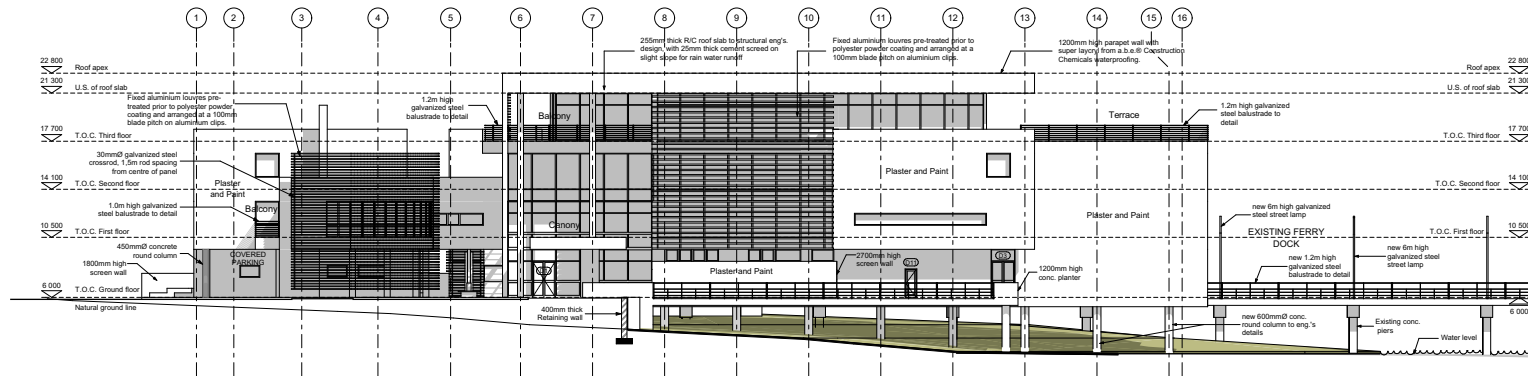 1
2
3
4
5
6
7
8
9
10
11
12
13
14
15
16
255mm thick R/C roof slab to structural eng's.
design, with 25mm thick cement screed on
slight slope for rain water runoff
Fixed aluminium louvres pre-treated prior to
polyester powder coating and arranged at a
100mm blade pitch on aluminium clips.
1200mm high parapet wall with
super laycryl from a.b.e.® Construction
Chemicals waterproofing.
22 800
Roof apex
Roof apex
22 800
21 300
U.S. of roof slab
U.S. of roof slab
21 300
Fixed aluminium louvres pre-
treated prior to polyester powder
coating and arranged at a 100mm
blade pitch on aluminium clips.
1.2m high
galvanized steel
balustrade to detail
Balcony
Terrace
1.2m high galvanized
steel balustrade to
detail
17 700
T.O.C. Third floor
T.O.C. Third floor
17 700
30mmØ galvanized steel
crossrod, 1,5m rod spacing
from centre of panel
Plaster and Paint
14 100
T.O.C. Second floor
T.O.C. Second floor
14 100
Plaster
and Paint
1.0m high galvanized
steel balustrade to detail
Balcony
Canopy
Plaster and Paint
new 6m high galvanized
steel street lamp
10 500
T.O.C. First floor
T.O.C. First floor
10 500
EXISTING FERRY
DOCK
450mmØ concrete
round column
COVERED
PARKING
1800mm high
screen wall
Plaster and Paint
2700mm high
screen wall
D11
D3
1200mm high
conc. planter
new 1.2m high
galvanized steel
balustrade to detail
new 6m high
galvanized steel
street lamp
6 000
T.O.C. Ground floor
Natural ground line
6 000
400mm thick
Retaining wall
new 600mmØ conc.
round column to eng.'s
details
Existing conc.
piers
Water level